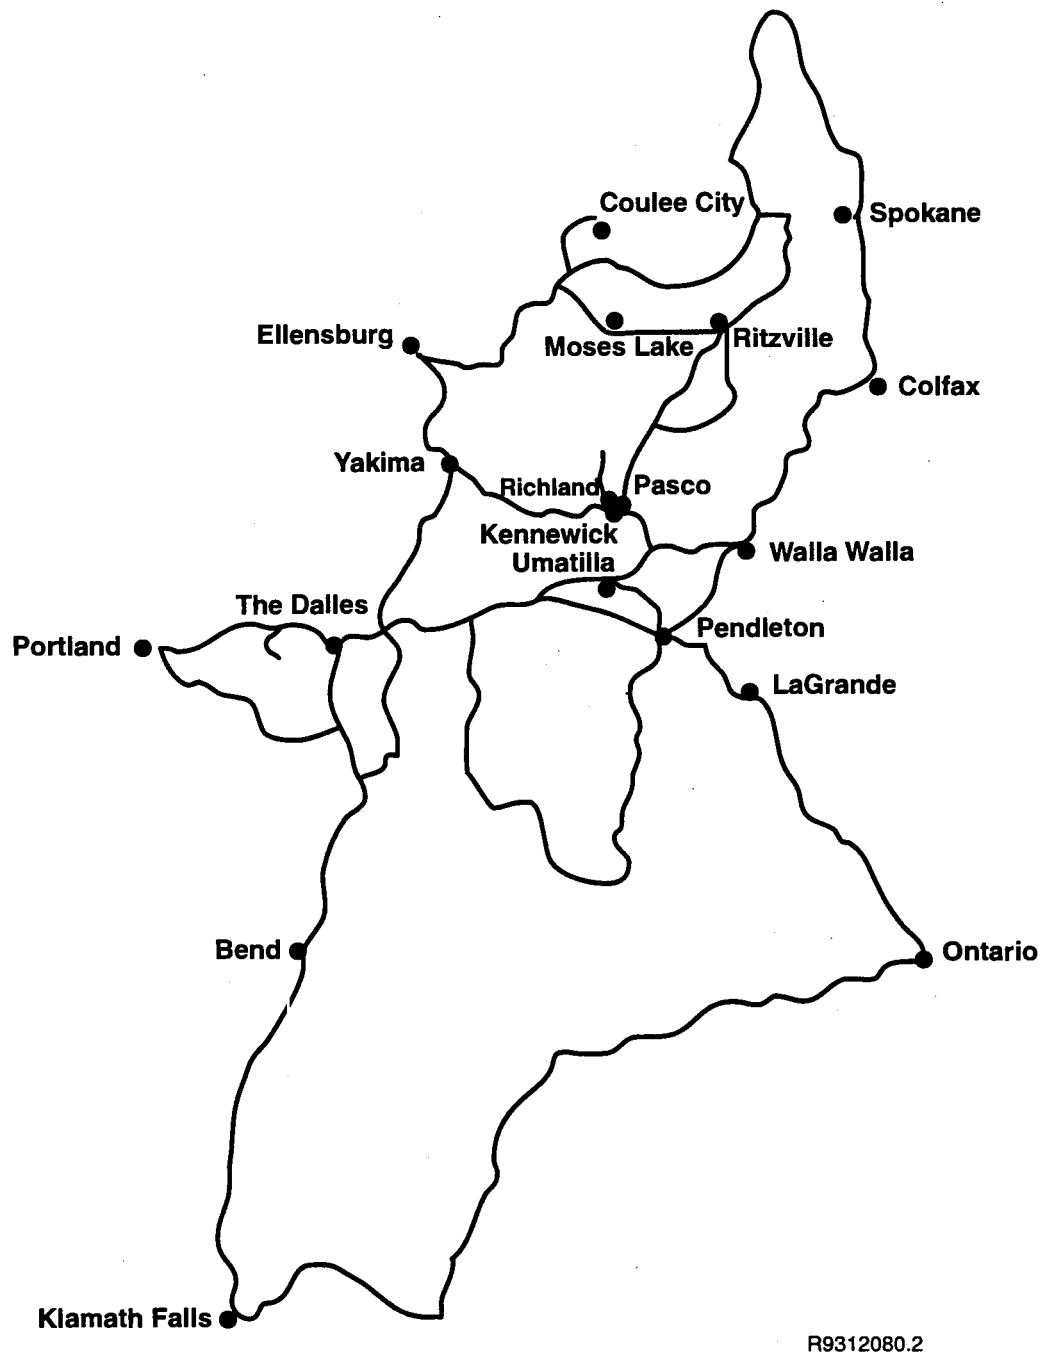 Coulee City
Spokane
Ellensburg
Moses Lake
Ritzville
Colfax
Yakima
Richland
Pasco
Kennewick
Umatilla
Walla Walla
The Dalles
Portland
Pendleton
LaGrande
Bend
Ontario
Klamath Falls
R9312080.2